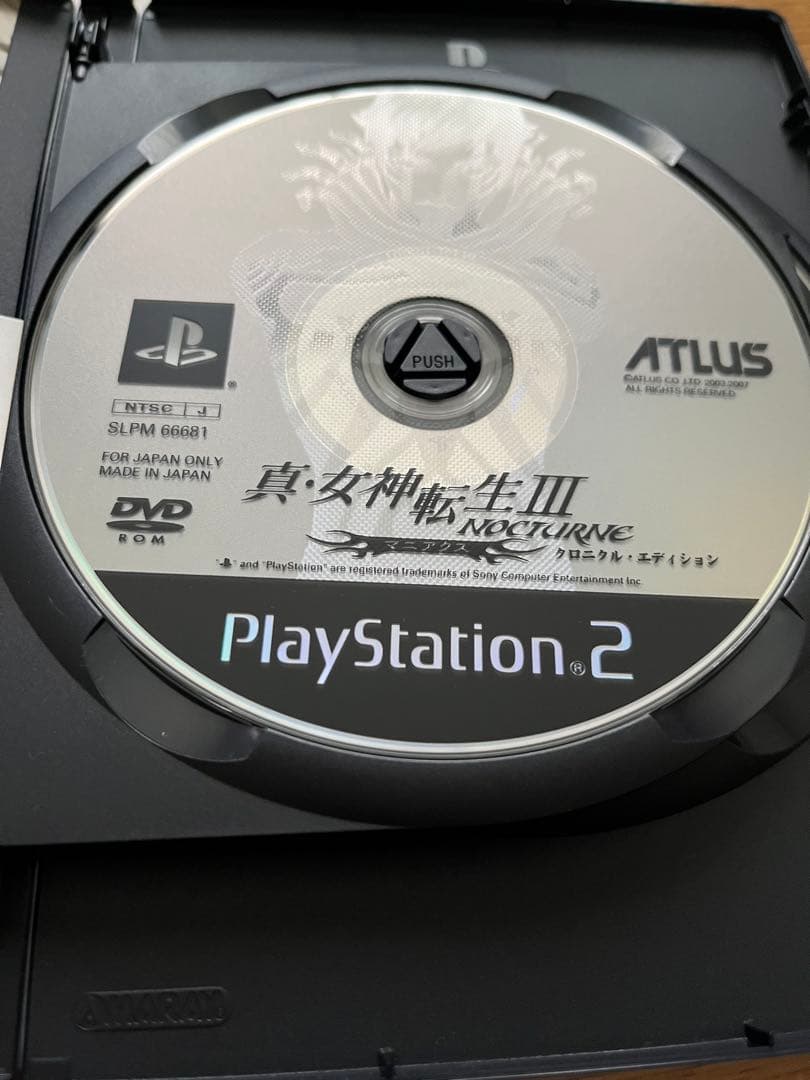 PUSH
ATLUS
©ATLUS CO.,LTD. 2003,2007
ALL RIGHTS RESERVED
®
NTSC J
SLPM 66681
FOR JAPAN ONLY
MADE IN JAPAN
DVD
ROM
真・女神転生III
NOCTURNE
マニアクス
クロニクル・エディション
" " and "PlayStation" are registered trademarks of Sony Computer Entertainment Inc.
PlayStation®2
AMARAY